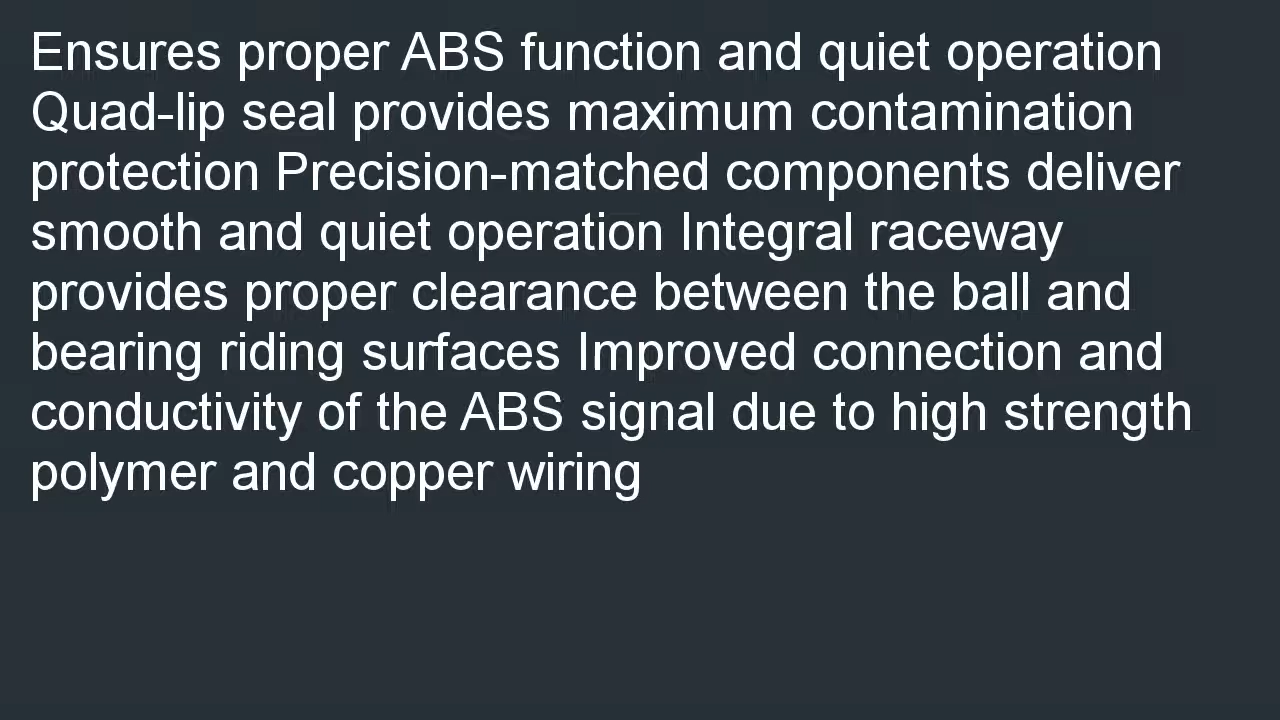 Ensures proper ABS function and quiet operation
Quad-lip seal provides maximum contamination
protection Precision-matched components deliver
smooth and quiet operation Integral raceway
provides proper clearance between the ball and
bearing riding surfaces Improved connection and
conductivity of the ABS signal due to high strength
polymer and copper wiring